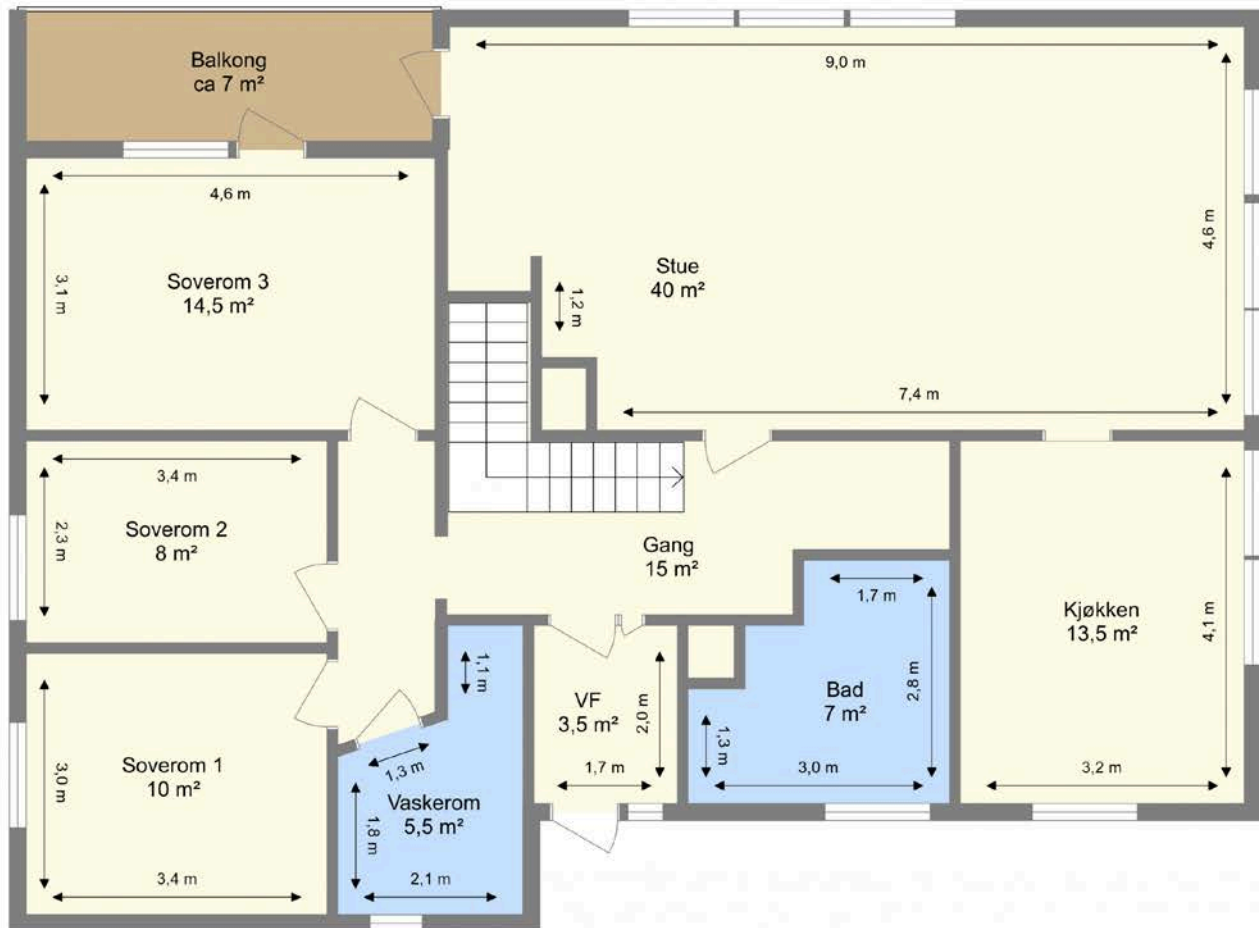 Balkong
ca 7 m²
9,0 m
4,6 m
4,6 m
3,1 m
Soverom 3
14,5 m²
Stue
40 m²
1,2 m
7,4 m
3,4 m
2,3 m
Soverom 2
8 m²
Gang
15 m²
1,7 m
Kjøkken
13,5 m²
4,1 m
1,1 m
VF
3,5 m²
2,0 m
Bad
7 m²
2,8 m
1,3 m
3,0 m
Soverom 1
10 m²
1,3 m
1,7 m
3,0 m
3,2 m
Vaskerom
5,5 m²
1,8 m
3,4 m
2,1 m